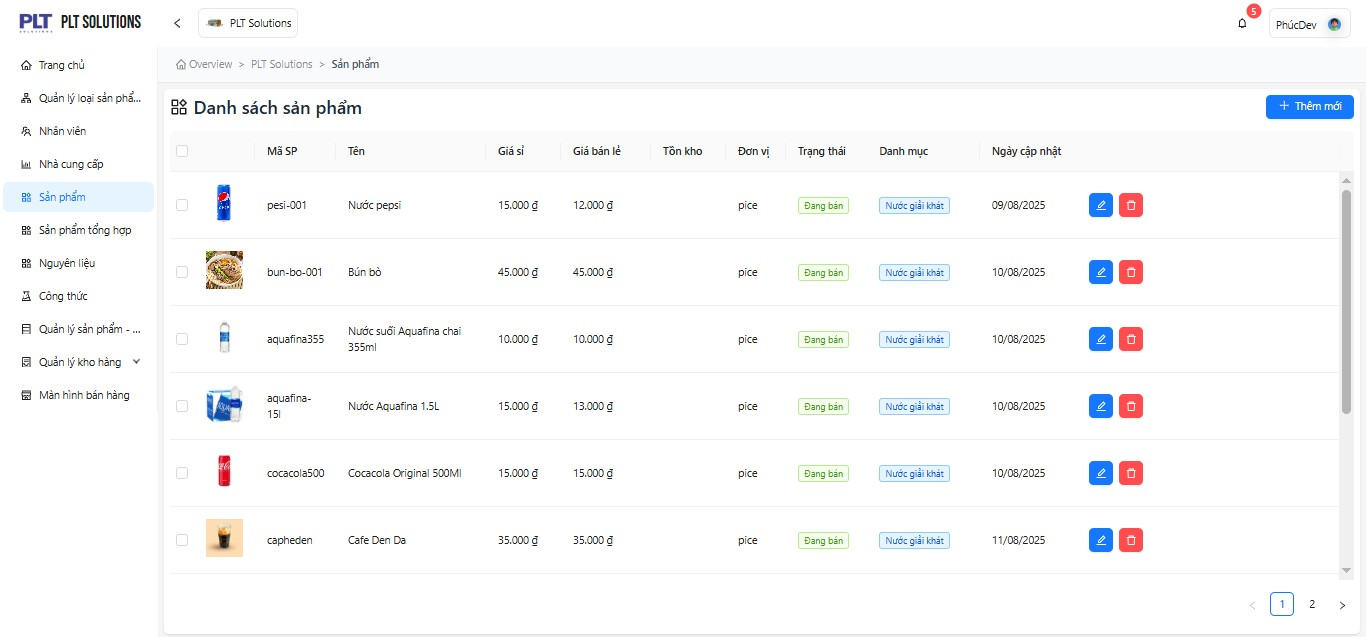 PLT SOLUTIONS
PLT Solutions
5
PhúcDev
Trang chủ
Quản lý loại sản phẩ...
Nhân viên
Nhà cung cấp
Sản phẩm
Sản phẩm tổng hợp
Nguyên liệu
Công thức
Quản lý sản phẩm - ...
Quản lý kho hàng
Màn hình bán hàng
Overview > PLT Solutions > Sản phẩm
Danh sách sản phẩm
+ Thêm mới
Mã SP Tên Giá sỉ Giá bán lẻ Tồn kho Đơn vị Trạng thái Danh mục Ngày cập nhật
pesi-001 Nước pepsi 15.000 ₫ 12.000 ₫ pice Đang bán Nước giải khát 09/08/2025
bun-bo-001 Bún bò 45.000 ₫ 45.000 ₫ pice Đang bán Nước giải khát 10/08/2025
aquafina355 Nước suối Aquafina chai
355ml
10.000 ₫ 10.000 ₫ pice Đang bán Nước giải khát 10/08/2025
aquafina-
15l
Nước Aquafina 1.5L 15.000 ₫ 13.000 ₫ pice Đang bán Nước giải khát 10/08/2025
cocacola500 Cocacola Original 500Ml 15.000 ₫ 15.000 ₫ pice Đang bán Nước giải khát 10/08/2025
capheden Cafe Den Da 35.000 ₫ 35.000 ₫ pice Đang bán Nước giải khát 11/08/2025
< 1 2 >